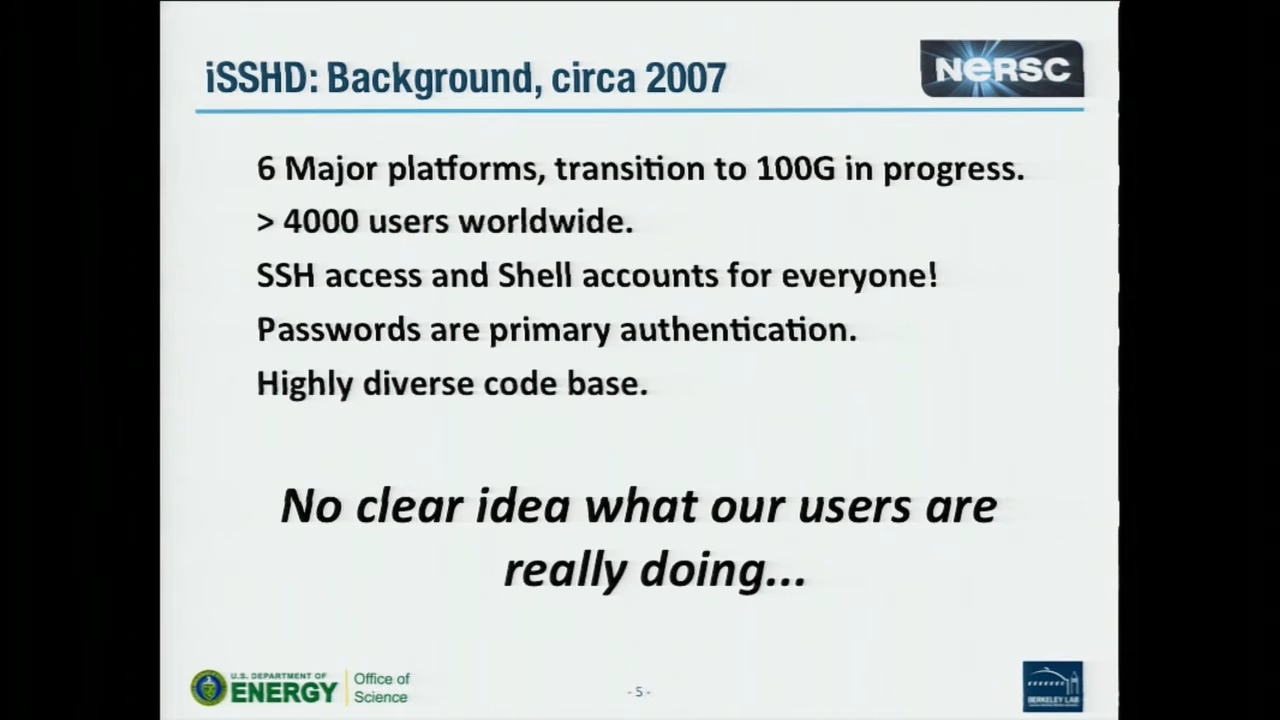 iSSHD: Background, circa 2007
NERSC
6 Major platforms, transition to 100G in progress.
> 4000 users worldwide.
SSH access and Shell accounts for everyone!
Passwords are primary authentication.
Highly diverse code base.
No clear idea what our users are
really doing...
U.S. DEPARTMENT OF
ENERGY
Office of
Science
- 5 -
BERKELEY LAB